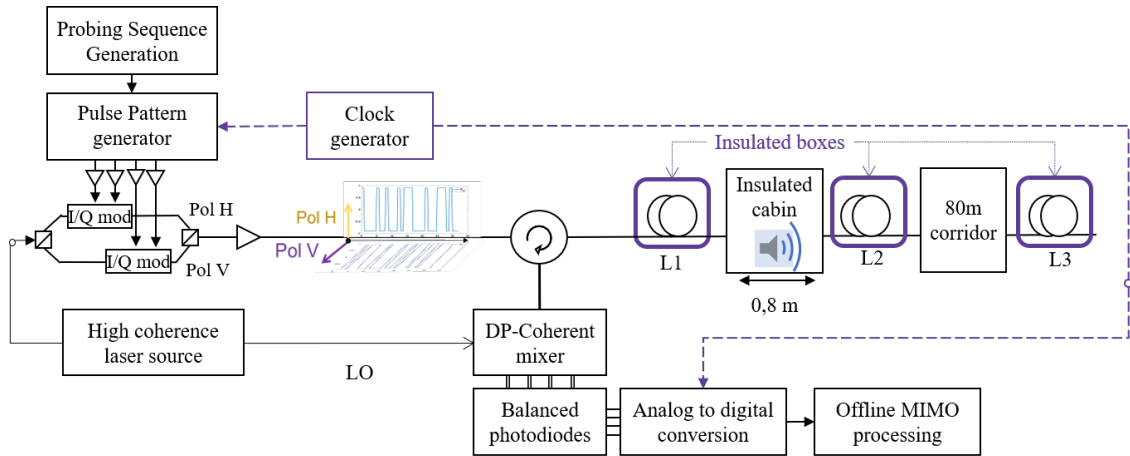 Probing Sequence
Generation
Pulse Pattern
generator
Clock
generator
Insulated boxes
I/Q mod
Pol H
I/Q mod
Pol V
Pol H
Pol V
Insulated
cabin
80m
corridor
L1
L2
L3
0,8 m
High coherence
laser source
LO
DP-Coherent
mixer
Balanced
photodiodes
Analog to digital
conversion
Offline MIMO
processing